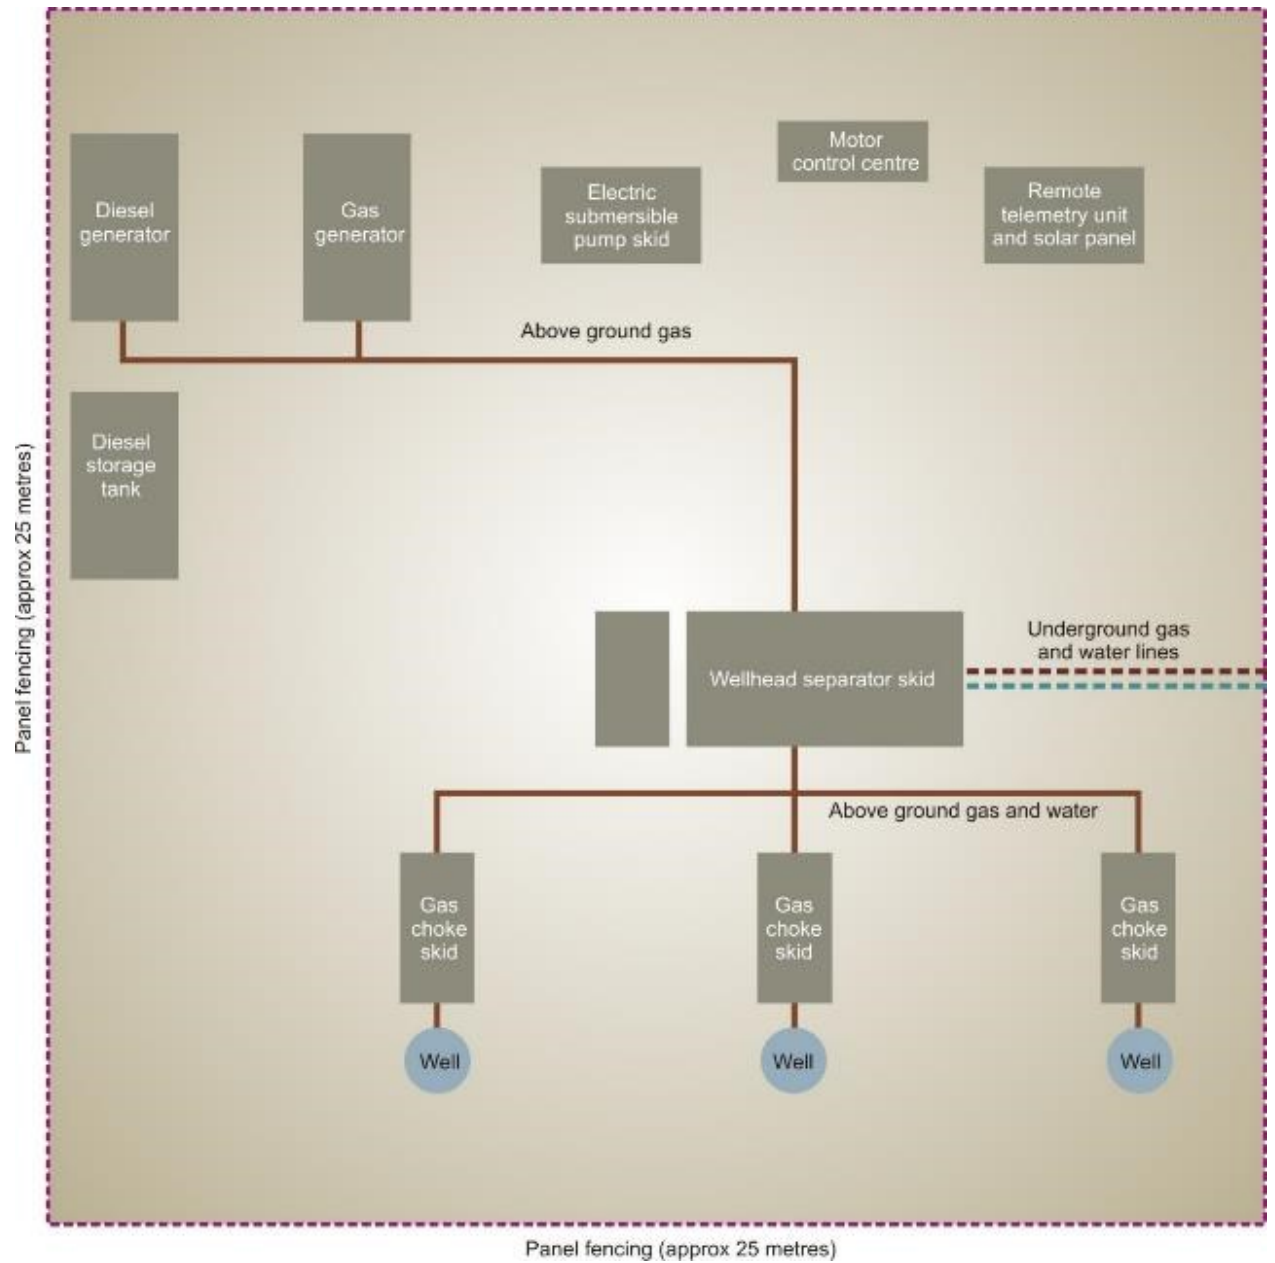 Motor
control centre
Diesel
generator
Gas
generator
Electric
submersible
pump skid
Remote
telemetry unit
and solar panel
Above ground gas
Diesel
storage
tank
Panel fencing (approx 25 metres)
Underground gas
and water lines
Wellhead separator skid
Above ground gas and water
Gas
choke
skid
Gas
choke
skid
Gas
choke
skid
Well
Well
Well
Panel fencing (approx 25 metres)